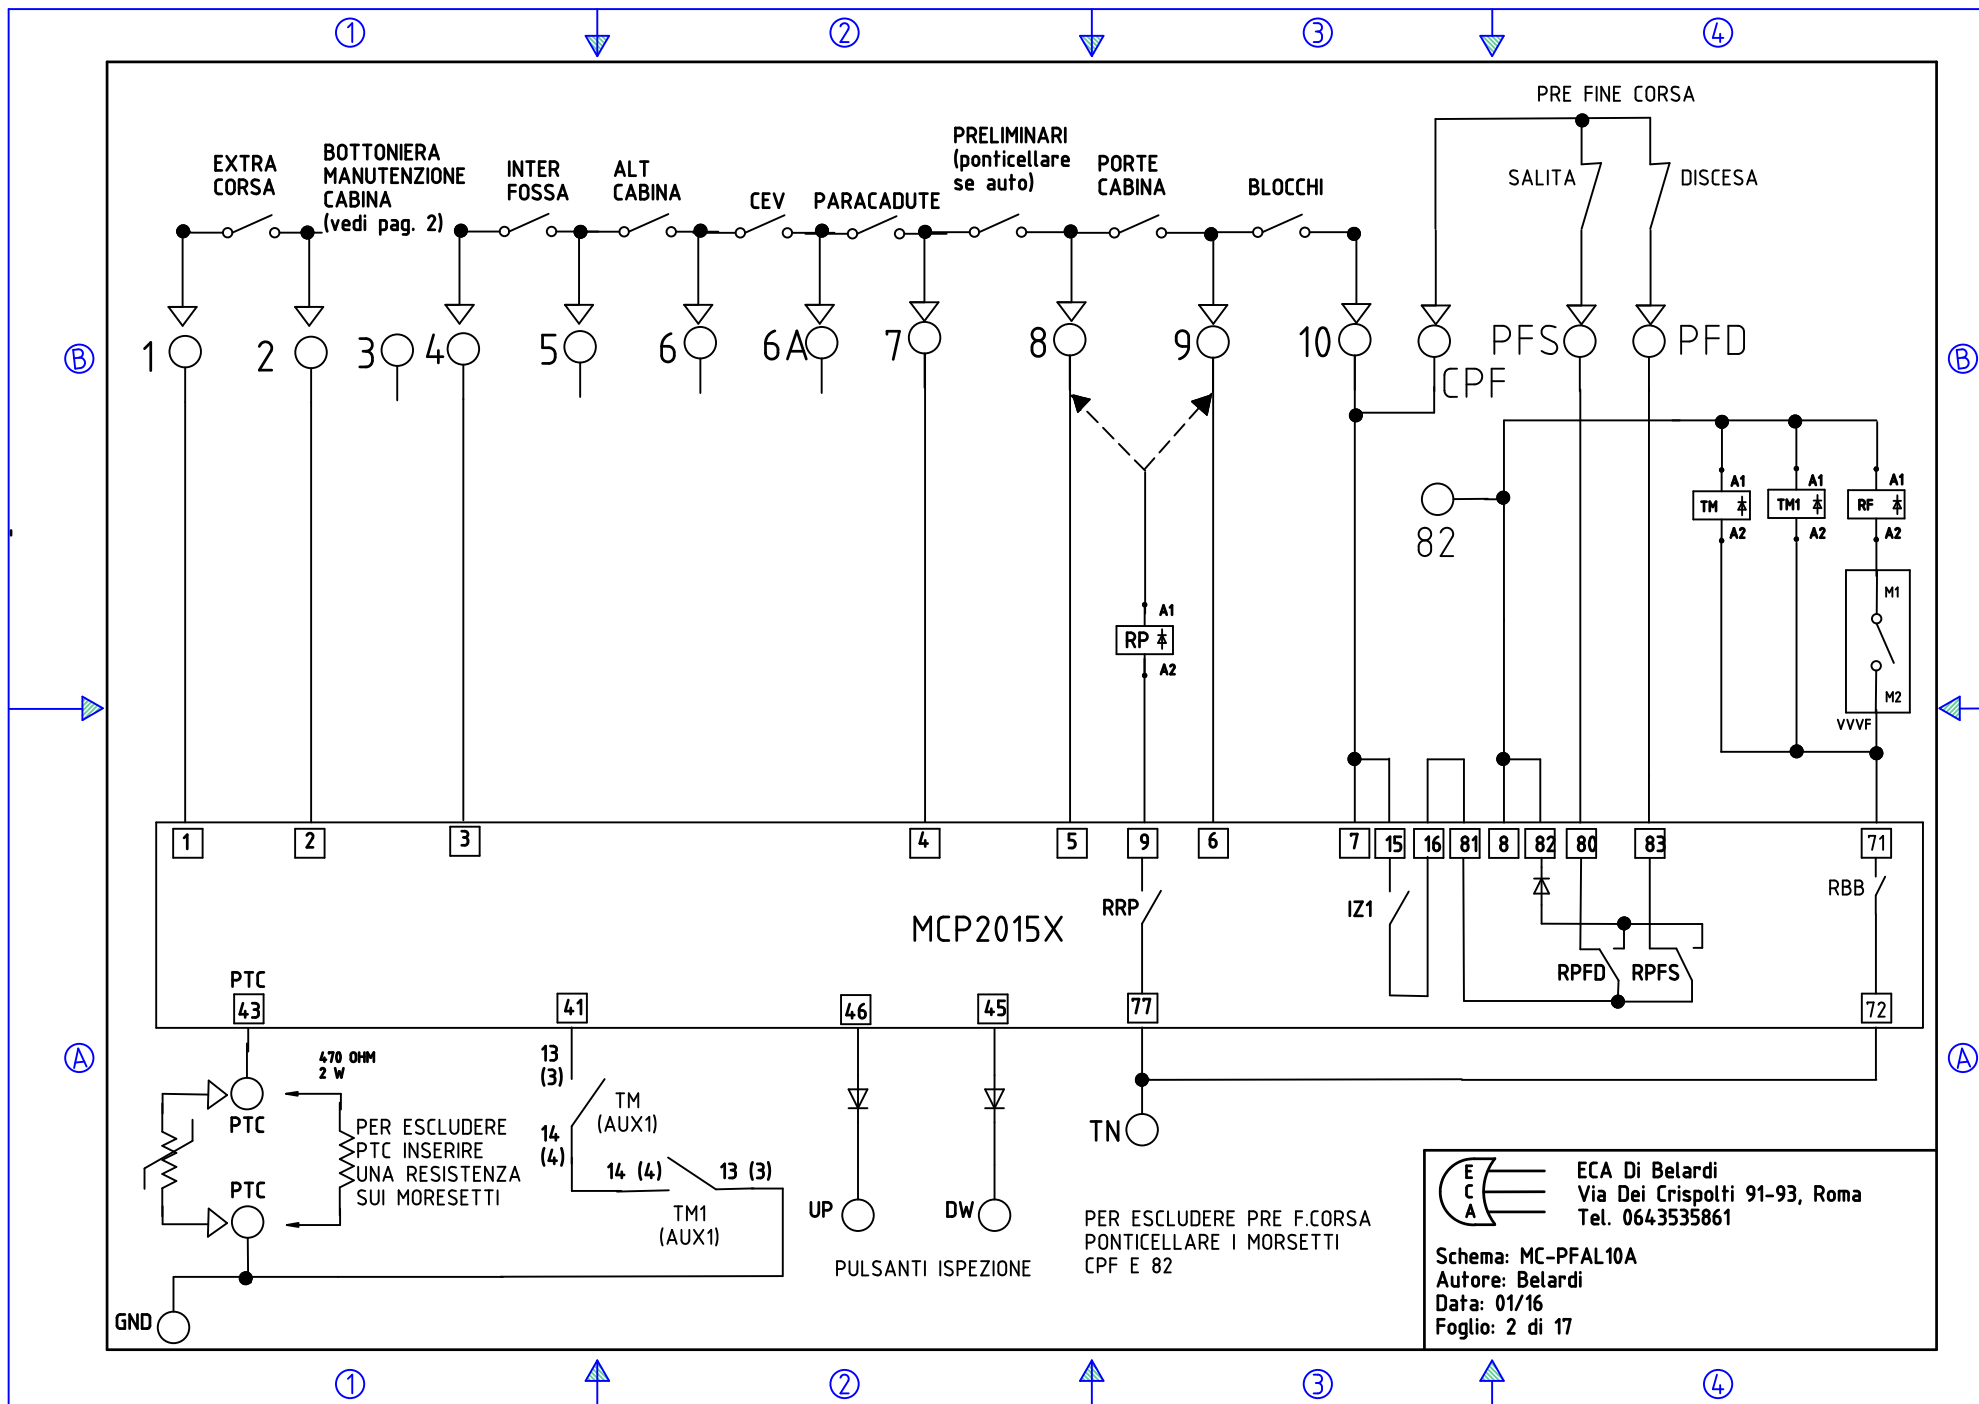 1 2 3 4
PRE FINE CORSA
EXTRA
CORSA
BOTTONIERA
MANUTENZIONE
CABINA
(vedi pag. 2)
INTER
FOSSA
ALT
CABINA
CEV
PARACADUTE
PRELIMINARI
(ponticellare
se auto)
PORTE
CABINA
BLOCCHI
SALITA
DISCESA
B
1 2 3 4 5 6 6A 7 8 9 10
CPF
PFS
PFD
B
82
A1
TM
A2
A1
TM1
A2
A1
RF
A2
M1
M2
VVVF
A1
RP
A2
1 2 3 4 5 9 6 7 15 16 81 8 82 80 83 71
RRP
IZ1
RPFD
RPFS
RBB
MCP2015X
PTC
43 41 46 45 77 72
A
A
470 OHM
2 W
PTC
PTC
PER ESCLUDERE
PTC INSERIRE
UNA RESISTENZA
SUI MORESETTI
GND
13
(3)
TM
(AUX1)
14
(4)
14 (4)
13 (3)
TM1
(AUX1)
UP
DW
PULSANTI ISPEZIONE
TN
PER ESCLUDERE PRE F.CORSA
PONTICELLARE I MORSETTI
CPF E 82
E
C
A
ECA Di Belardi
Via Dei Crispolti 91-93, Roma
Tel. 0643535861
Schema: MC-PFAL10A
Autore: Belardi
Data: 01/16
Foglio: 2 di 17
1 2 3 4